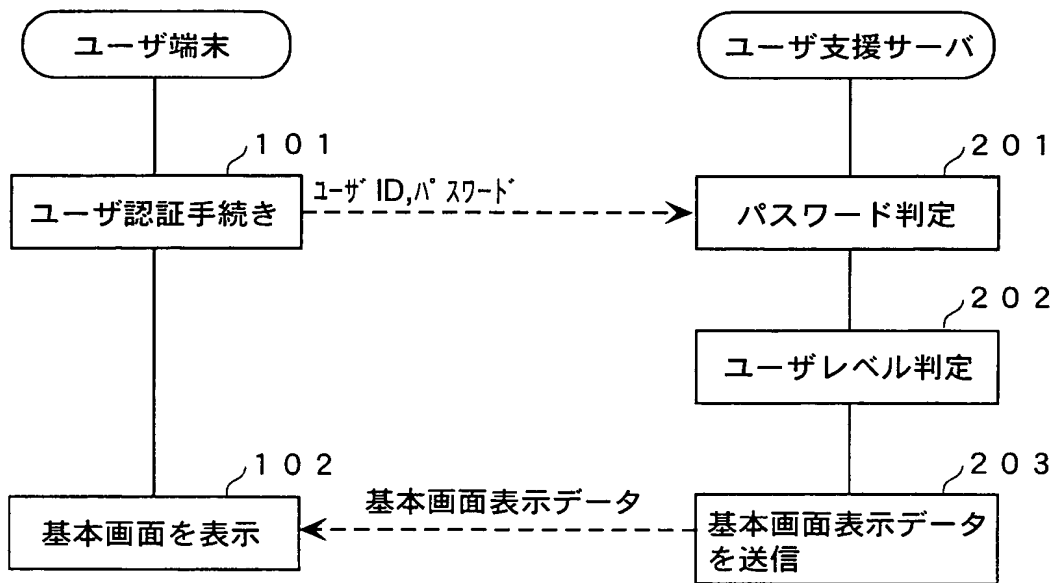 ユーザ端末
ユーザ支援サーバ
101
201
ユーザ認証手続き
ﾕｰｻﾞID,ﾊﾟｽﾜｰﾄﾞ
パスワード判定
202
ユーザレベル判定
102
203
基本画面を表示
基本画面表示データ
基本画面表示データ
を送信